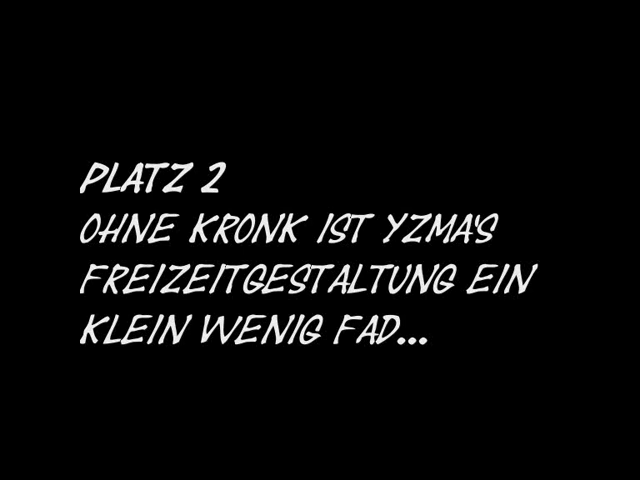 PLATZ 2
OHNE KRONK IST YZMA'S
FREIZEITGESTALTUNG EIN
KLEIN WENIG FAD...